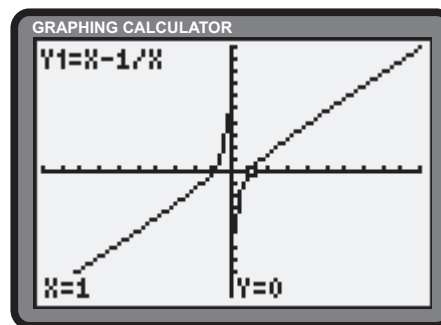 GRAPHING CALCULATOR
Y1=X-1/X
X=1 Y=0